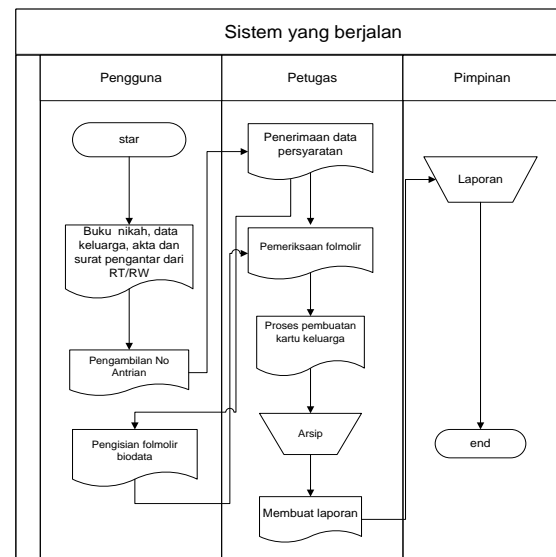 Sistem yang berjalan
Pengguna
Petugas
Pimpinan
star
Buku nikah, data
keluarga, akta dan
surat pengantar dari
RT/RW
Pengambilan No
Antrian
Pengisian folmolir
biodata
Penerimaan data
persyaratan
Pemeriksaan folmolir
Proses pembuatan
kartu keluarga
Arsip
Membuat laporan
Laporan
end